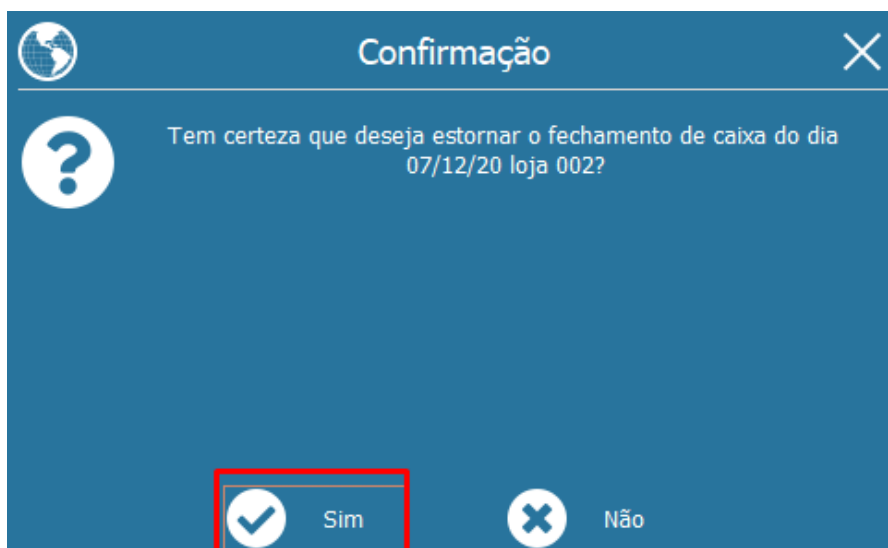 Confirmação
Tem certeza que deseja estornar o fechamento de caixa do dia
07/12/20 loja 002?
Sim
Não